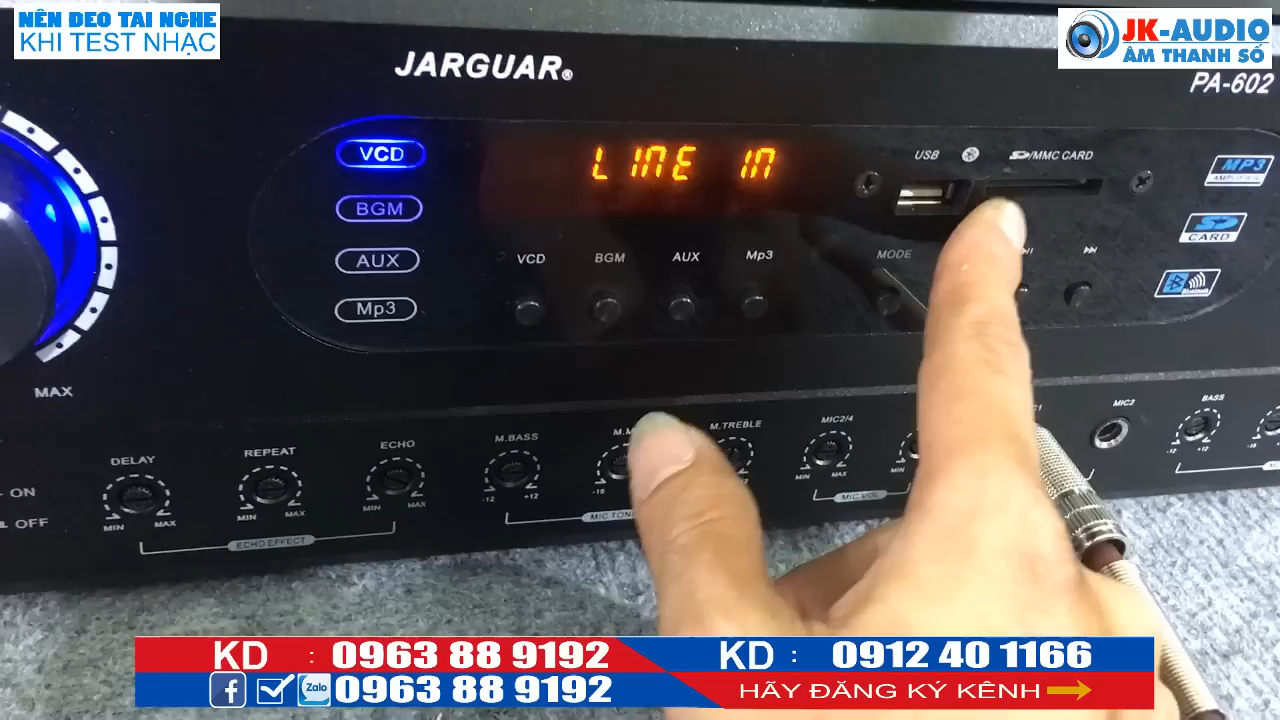 NÊN ĐEO TAI NGHE
KHI TEST NHẠC
JK-AUDIO
ÂM THANH SỐ
JARGUAR®
PA-602
VCD
LINE IN
USB
SD/MMC CARD
MP3
BGM
SD
CARD
AUX
VCD
BGM
AUX
Mp3
MODE
Bluetooth
Mp3
MAX
ON
OFF
DELAY
MIN
MAX
REPEAT
MIN
MAX
ECHO
MIN
MAX
ECHO EFFECT
M.BASS
-12
+12
M.TREBLE
MIC2/4
MIN
MAX
MIN
MIC VOL
MIC2
BASS
-12
+12
-12
KD : 0963 88 9192
KD : 0912 40 1166
Zalo 0963 88 9192
HÃY ĐĂNG KÝ KÊNH